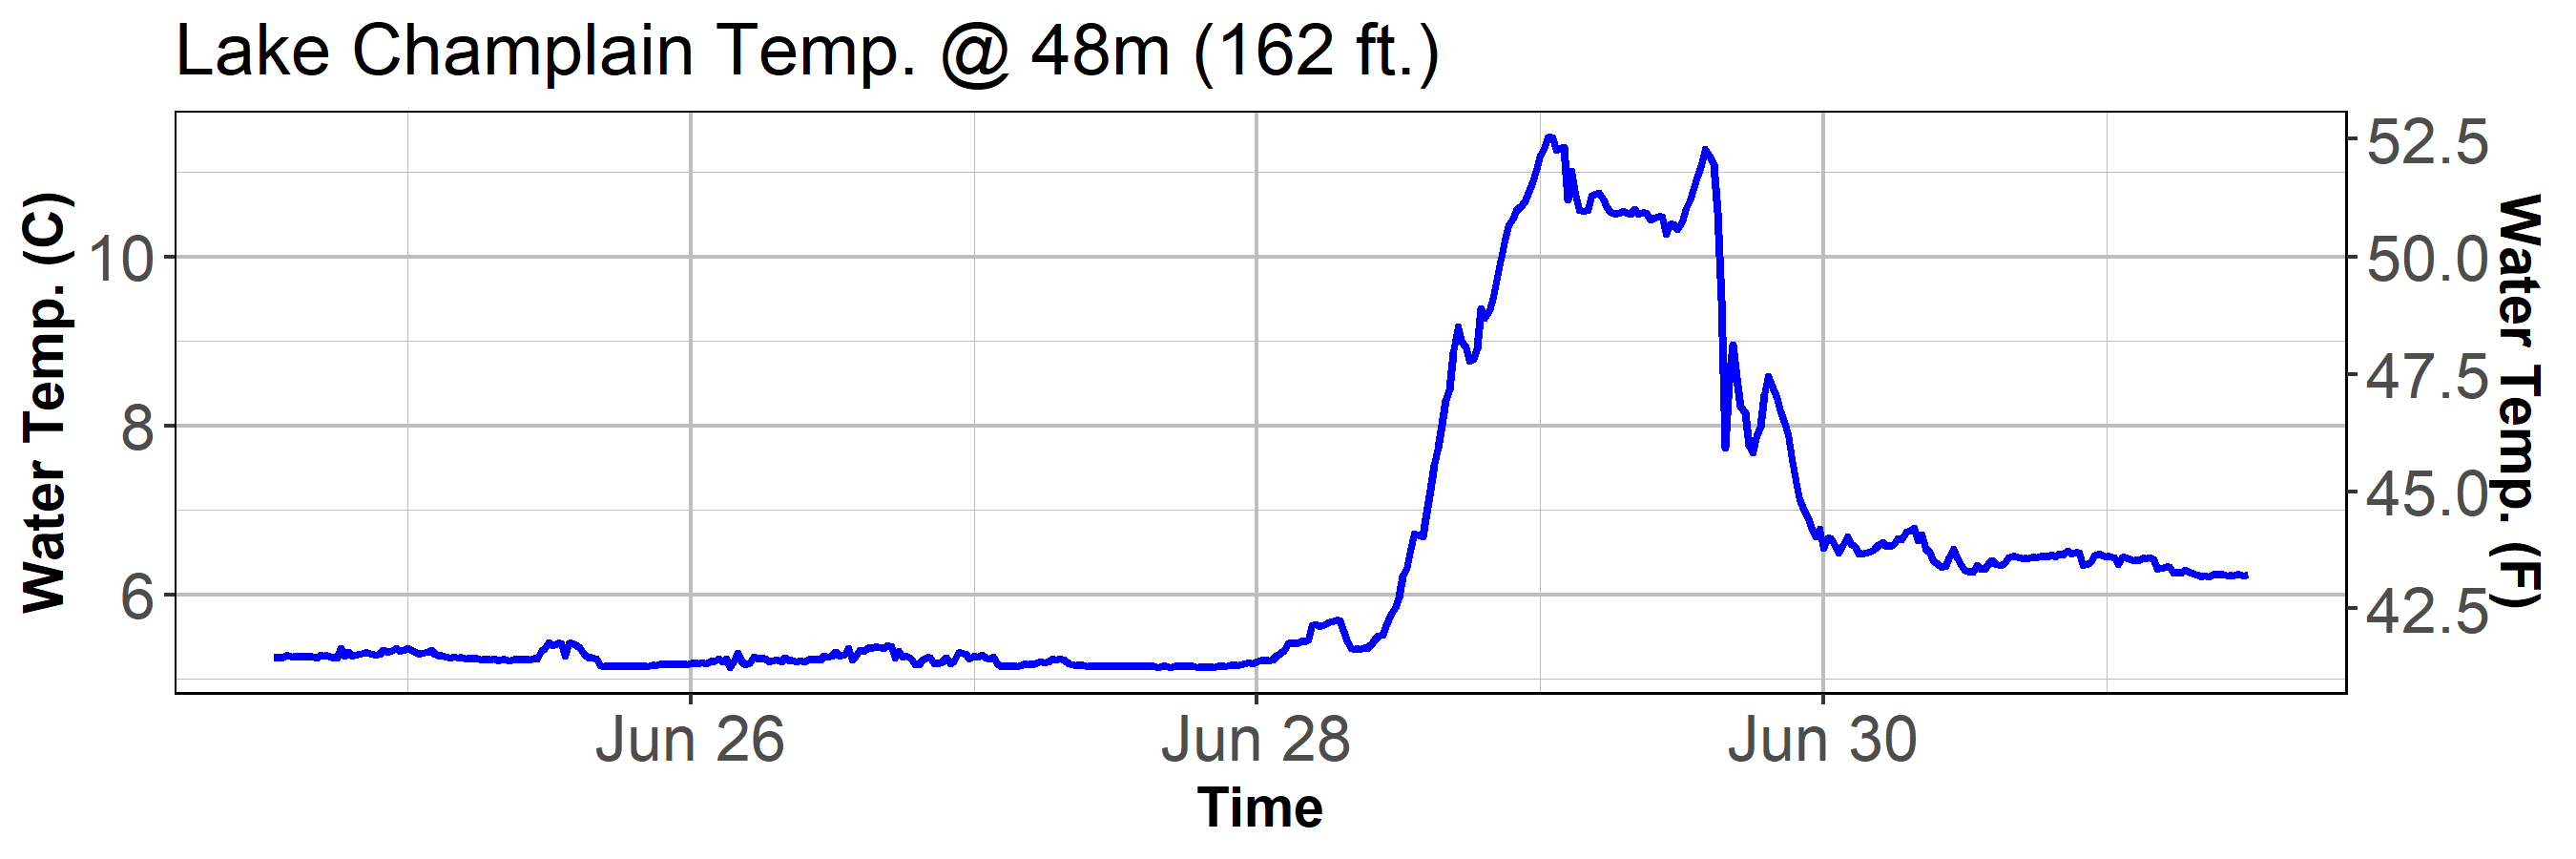 Lake Champlain Temp. @ 48m (162 ft.)
Water Temp. (C)
10
8
6
52.5
50.0
47.5
45.0
42.5
Water Temp. (F)
Jun 26
Jun 28
Jun 30
Time